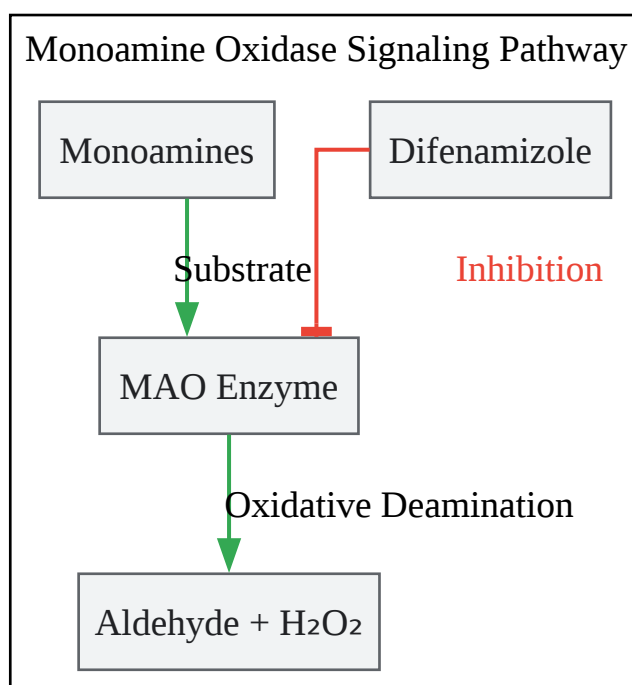 Monoamine Oxidase Signaling Pathway
Monoamines
Difenamizole
Substrate
Inhibition
MAO Enzyme
Oxidative Deamination
Aldehyde + H₂O₂